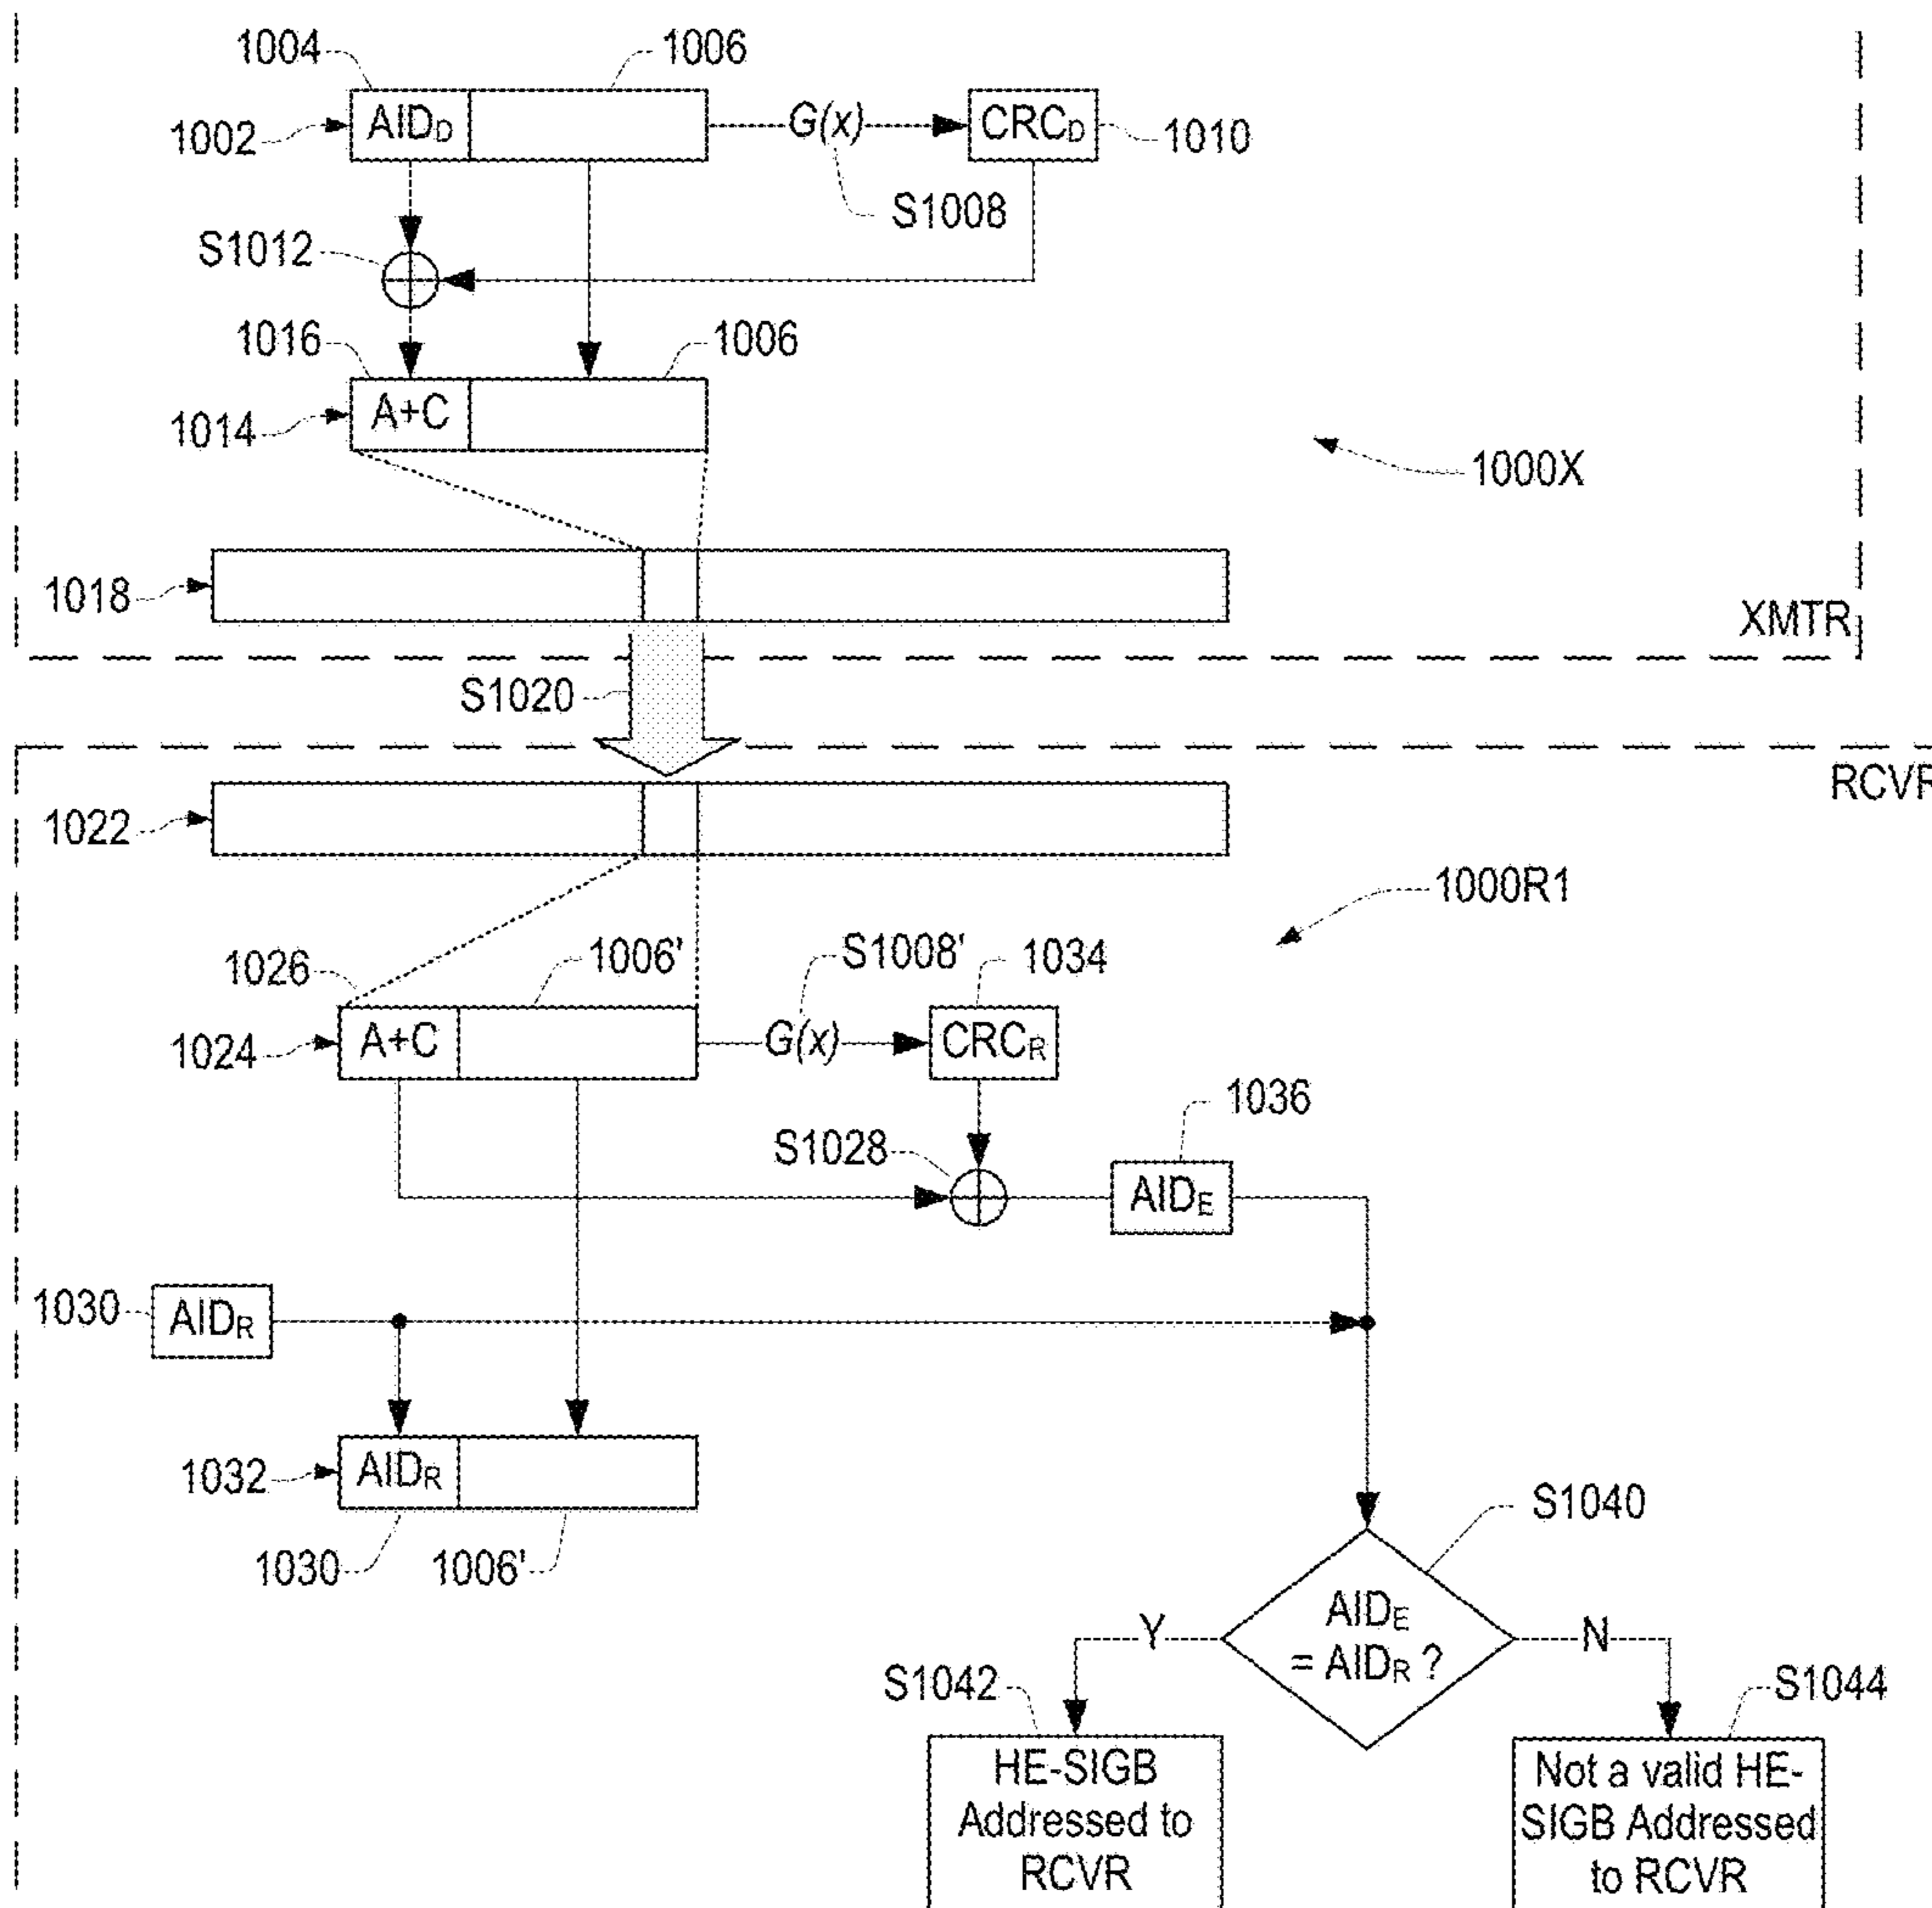 1004
1006
1002
AIDD
G(x)
CRCD
1010
S1008
S1012
1016
1006
1014
A+C
1000X
1018
XMTR
S1020
RCVR
1022
1000R1
1026
1006'
S1008'
1034
1024
A+C
G(x)
CRCR
1036
S1028
AIDE
1030
AIDR
1032
AIDR
1030
1006'
S1040
AIDE
= AIDR ?
Y
N
S1042
S1044
HE-SIGB
Addressed to
RCVR
Not a valid HE-
SIGB Addressed
to RCVR